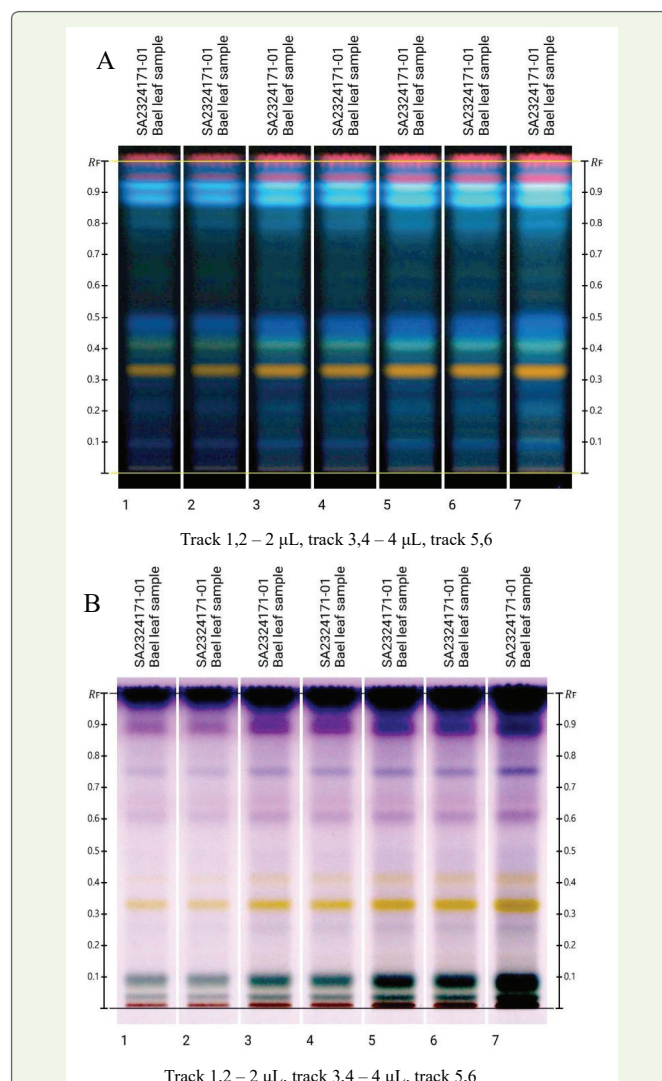 A
SA2324171-01 Bael leaf sample
SA2324171-01 Bael leaf sample
SA2324171-01 Bael leaf sample
SA2324171-01 Bael leaf sample
SA2324171-01 Bael leaf sample
SA2324171-01 Bael leaf sample
SA2324171-01 Bael leaf sample
RF RF
0.9 0.9
0.8 0.8
0.7 0.7
0.6 0.6
0.5 0.5
0.4 0.4
0.3 0.3
0.2 0.2
0.1 0.1
1 2 3 4 5 6 7
Track 1,2 – 2 µL, track 3,4 – 4 µL, track 5,6
B
SA2324171-01 Bael leaf sample
SA2324171-01 Bael leaf sample
SA2324171-01 Bael leaf sample
SA2324171-01 Bael leaf sample
SA2324171-01 Bael leaf sample
SA2324171-01 Bael leaf sample
SA2324171-01 Bael leaf sample
RF RF
0.9 0.9
0.8 0.8
0.7 0.7
0.6 0.6
0.5 0.5
0.4 0.4
0.3 0.3
0.2 0.2
0.1 0.1
1 2 3 4 5 6 7
Track 1,2 – 2 µL, track 3,4 – 4 µL, track 5,6